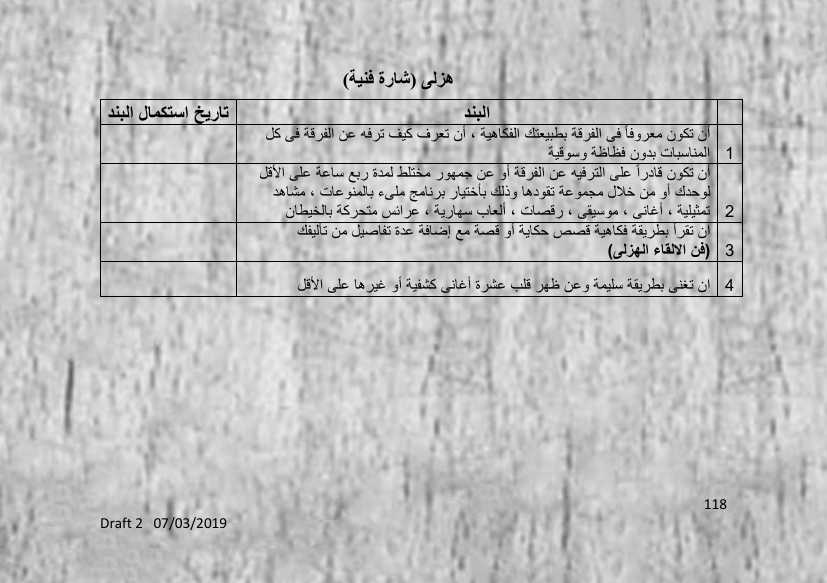 هزلى (شارة فنية)
البند
تاريخ استكمال البند
1
أن تكون معروفاً فى الفرقة بطبيعتك الفكاهية ، أن تعرف كيف ترفه عن الفرقة فى كل
المناسبات بدون فظاظة وسوقية
2
أن تكون قادراً على الترفيه عن الفرقة أو عن جمهور مختلط لمدة ربع ساعة على الأقل
لوحدك أو من خلال مجموعة تقودها وذلك بأختيار برنامج ملىء بالمنوعات ، مشاهد
تمثيلية ، أغانى ، موسيقى ، رقصات ، ألعاب سهارية ، عرائس متحركة بالخيطان
3
ان تقرأ بطريقة فكاهية قصص حكاية أو قصة مع إضافة عدة تفاصيل من تأليفك
(فن الالقاء الهزلى)
4
ان تغنى بطريقة سليمة وعن ظهر قلب عشرة أغانى كشفية أو غيرها على الأقل
118
Draft 2 07/03/2019